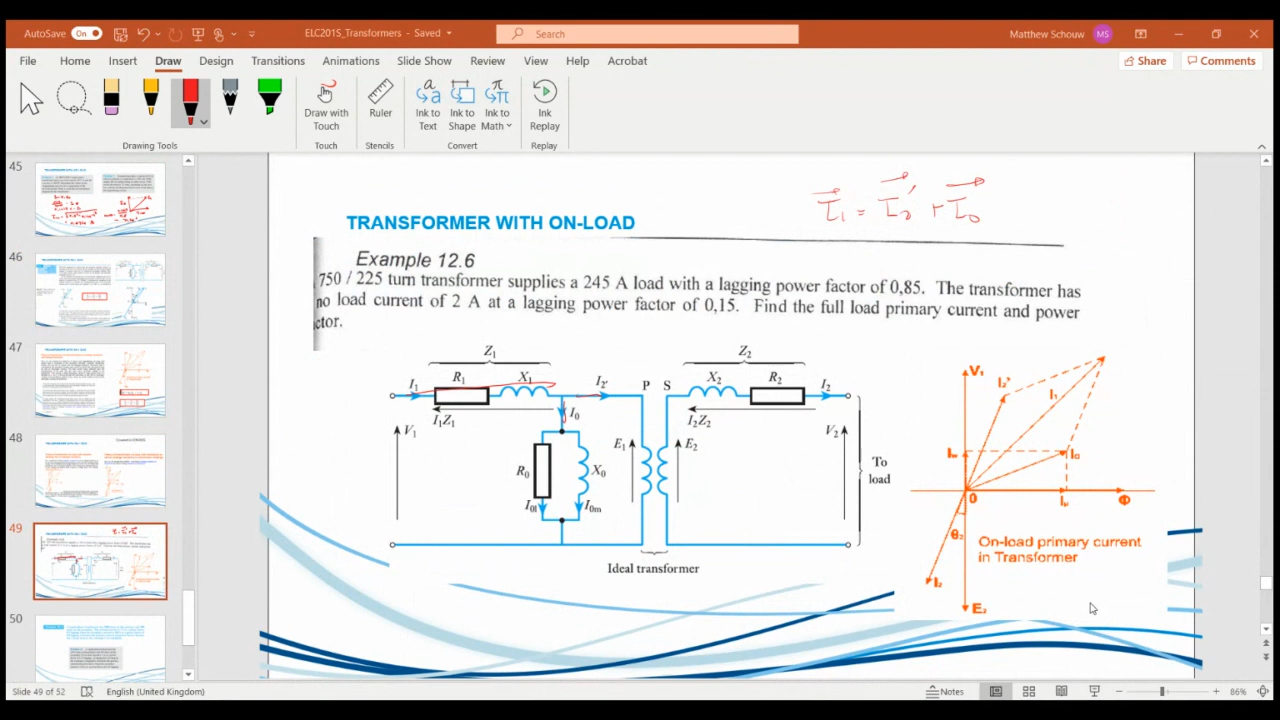 AutoSave On
ELC201S_Transformers - Saved
Search
Matthew Schouw MS
File Home Insert Draw Design Transitions Animations Slide Show Review View Help Acrobat
Share Comments
Draw with Touch
Ruler
Ink to Text
Ink to Shape
Ink to Math
Ink Replay
Drawing Tools Touch Stencils Convert Replay
45
46
47
48
49
50
I₁ = I₂' + I₀
TRANSFORMER WITH ON-LOAD
Example 12.6
750 / 225 turn transformer supplies a 245 A load with a lagging power factor of 0,85. The transformer has
no load current of 2 A at a lagging power factor of 0,15. Find the full load primary current and power
ctor.
Z₁ Z₂
I₁ R₁ X₁ I₂' P S X₂ R₂ I₂
I₁Z₁ I₀ I₂Z₂
V₁ E₁ E₂ V₂
R₀ X₀
I₀ₗ I₀ₘ
To
load
Ideal transformer
V₁
I₂'
I₁
I₀
0
Φ
θ₂
I₂
E₂
On-load primary current
in Transformer
Slide 49 of 52 English (United Kingdom) Notes 86%